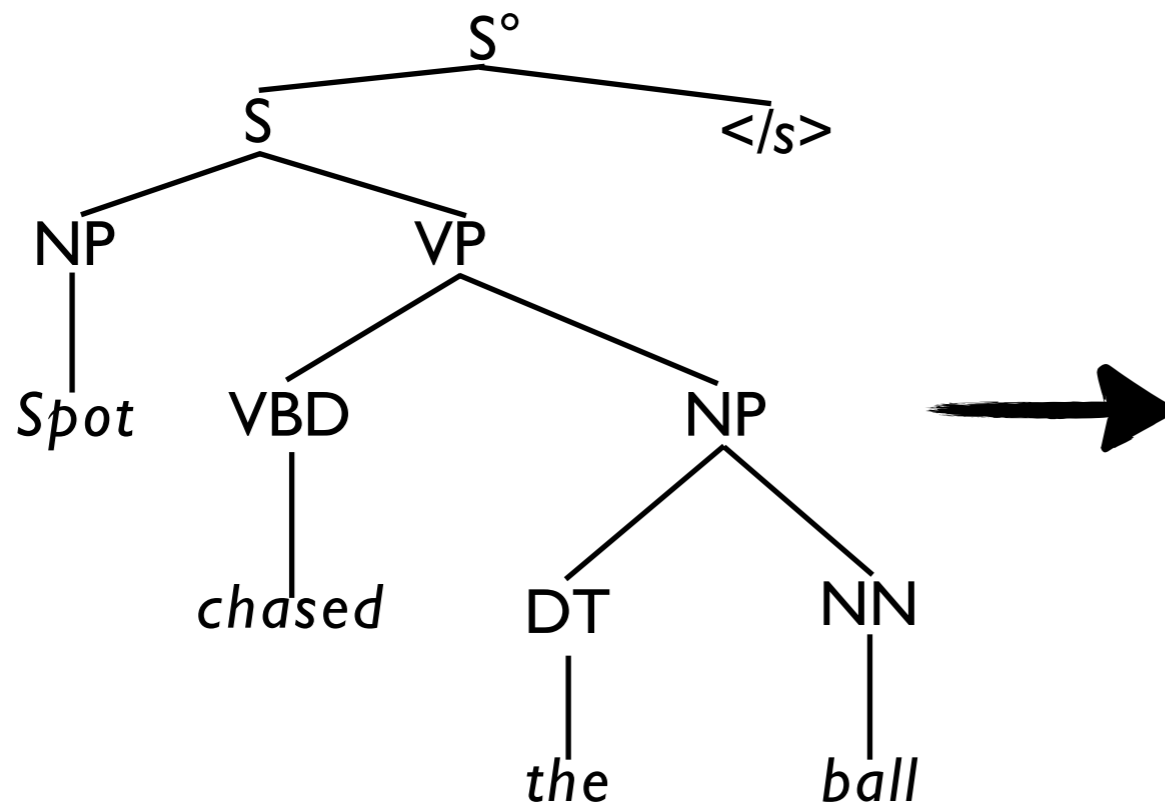 S°
S </s>
NP VP
Spot VBD NP
chased DT NN
the ball